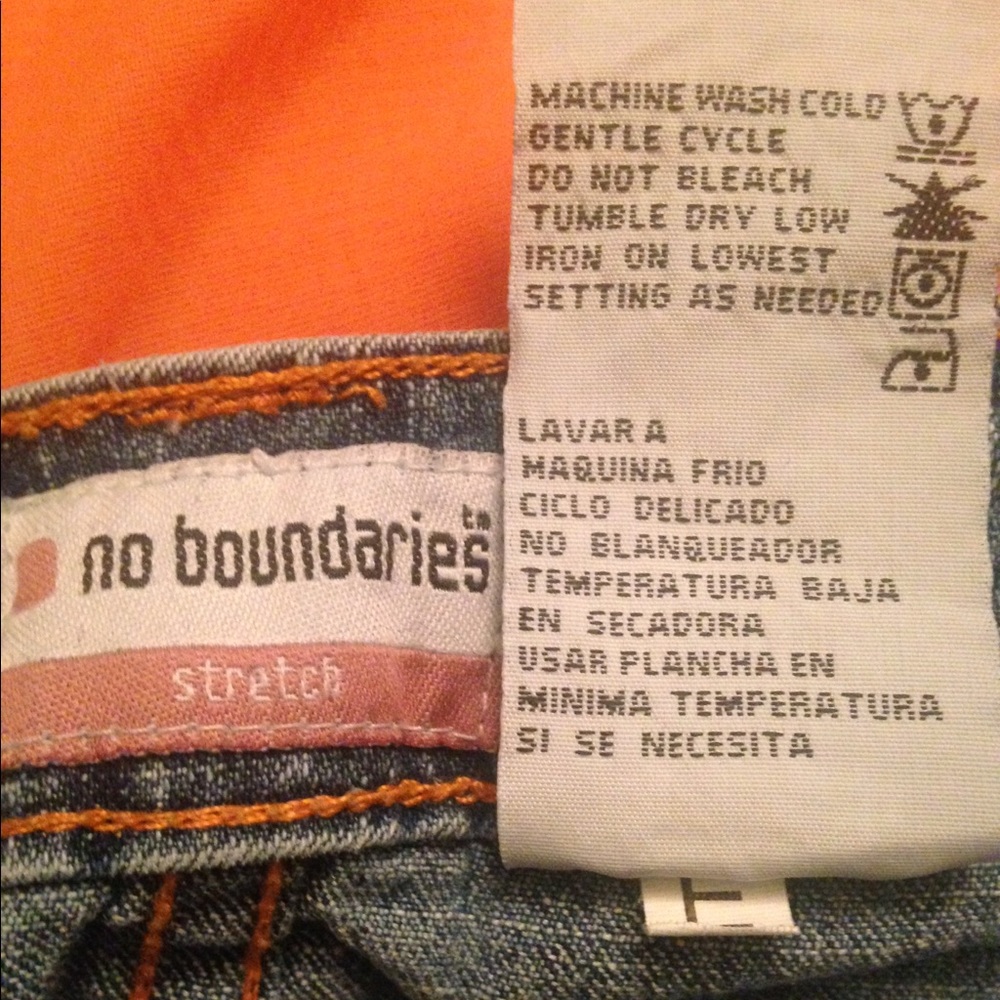 no boundaries™
stretch
MACHINE WASH COLD
GENTLE CYCLE
DO NOT BLEACH
TUMBLE DRY LOW
IRON ON LOWEST
SETTING AS NEEDED
LAVAR A
MAQUINA FRIO
CICLO DELICADO
NO BLANQUEADOR
TEMPERATURA BAJA
EN SECADORA
USAR PLANCHA EN
MINIMA TEMPERATURA
SI SE NECESITA